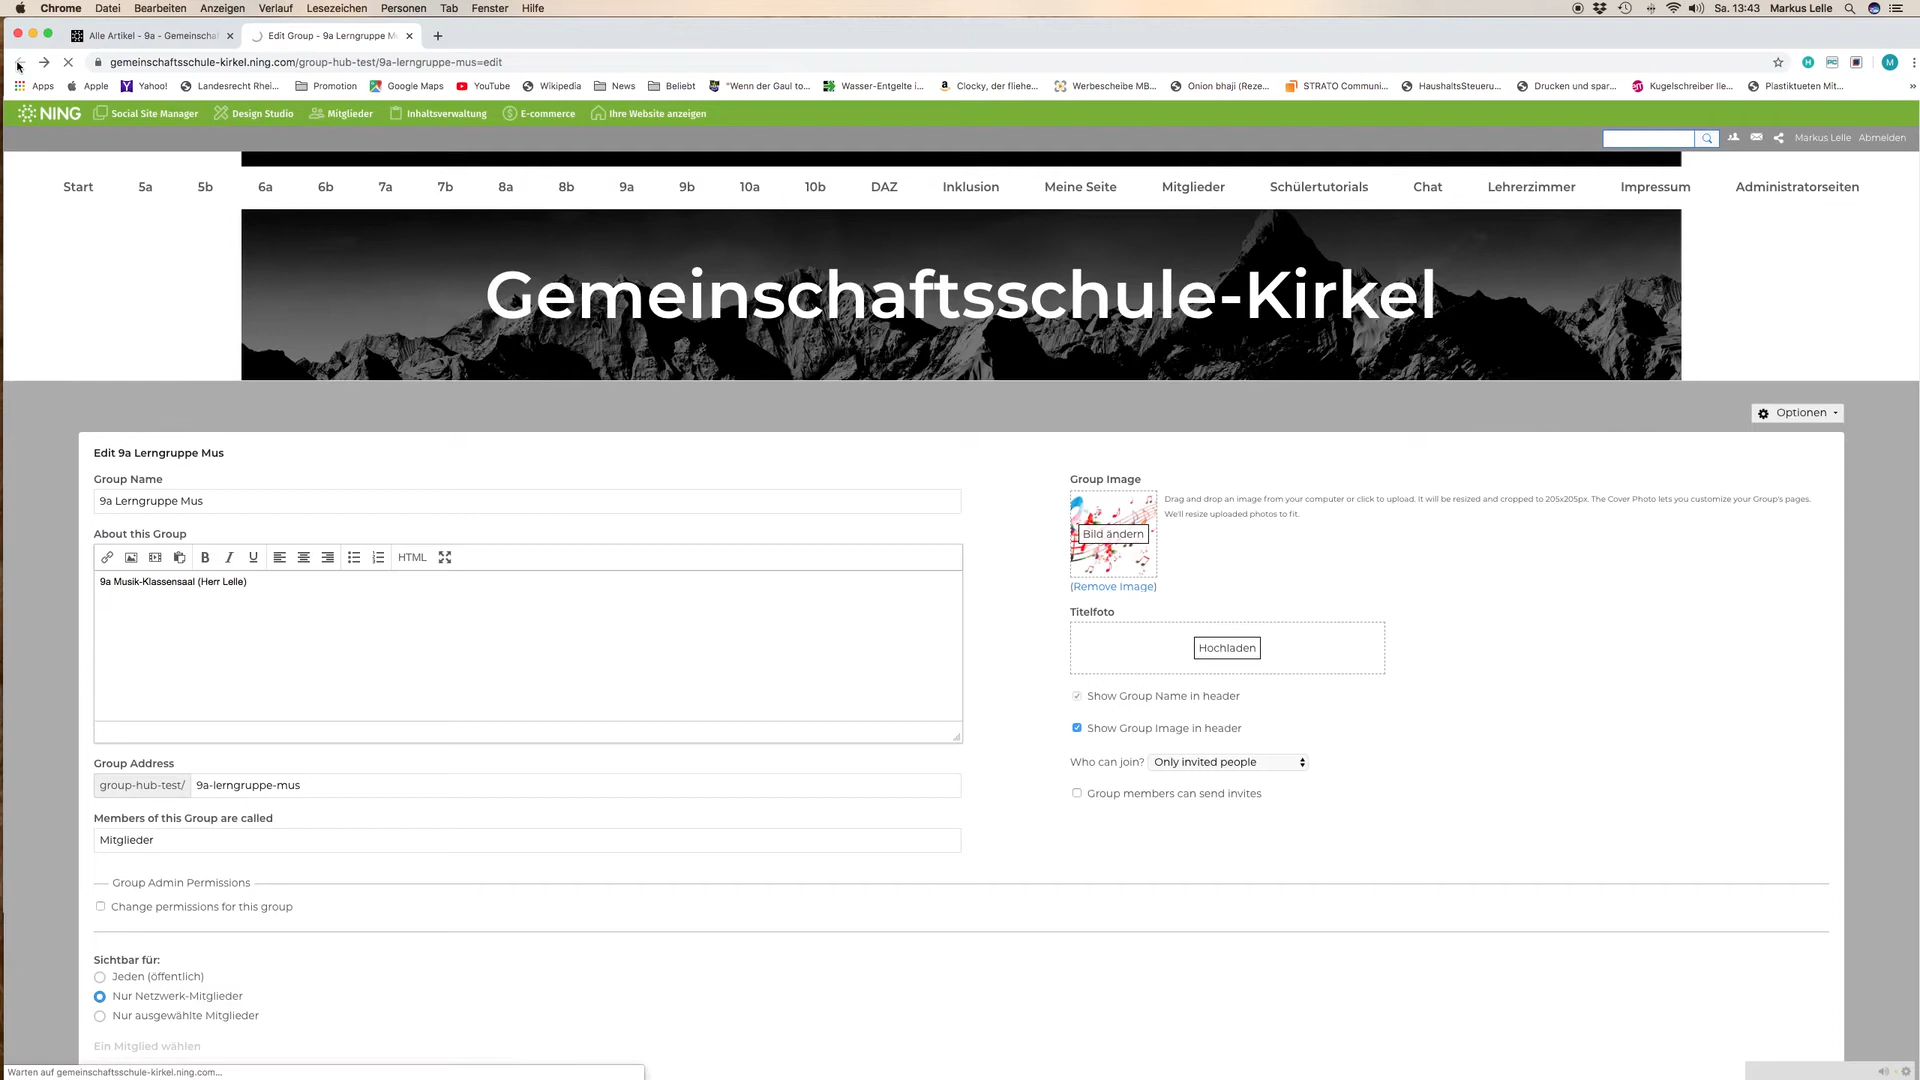 Chrome Datei Bearbeiten Anzeigen Verlauf Lesezeichen Personen Tab Fenster Hilfe Sa. 13:43 Markus Lelle
Alle Artikel - 9a - Gemeinscha Edit Group - 9a Lerngruppe M
gemeinschaftsschule-kirkel.ning.com/group-hub-test/9a-lerngruppe-mus=edit
Apps Apple Yahoo! Landesrecht Rhei... Promotion Google Maps YouTube Wikipedia News Beliebt "Wenn der Gaul to... Wasser-Entgelte i... Clocky, der fliehe... Werbescheibe MB... Onion bhaji (Reze... STRATO Communi... HaushaltsSteueru... Drucken und spar... Kugelschreiber lle... Plastiktueten Mit... »
NING Social Site Manager Design Studio Mitglieder Inhaltsverwaltung E-commerce Ihre Website anzeigen
Markus Lelle Abmelden
Start 5a 5b 6a 6b 7a 7b 8a 8b 9a 9b 10a 10b DAZ Inklusion Meine Seite Mitglieder Schülertutorials Chat Lehrerzimmer Impressum Administratorseiten
Gemeinschaftsschule-Kirkel
Optionen
Edit 9a Lerngruppe Mus
Group Name
9a Lerngruppe Mus
About this Group
B I U HTML
9a Musik-Klassensaal (Herr Lelle)
Group Address
group-hub-test/ 9a-lerngruppe-mus
Members of this Group are called
Mitglieder
Group Image
Drag and drop an image from your computer or click to upload. It will be resized and cropped to 205x205px. The Cover Photo lets you customize your Group's pages.
We'll resize uploaded photos to fit.
Bild ändern
(Remove Image)
Titelfoto
Hochladen
Show Group Name in header
Show Group Image in header
Who can join? Only invited people
Group members can send invites
Group Admin Permissions
Change permissions for this group
Sichtbar für:
Jeden (öffentlich)
Nur Netzwerk-Mitglieder
Nur ausgewählte Mitglieder
Ein Mitglied wählen
Warten auf gemeinschaftsschule-kirkel.ning.com...